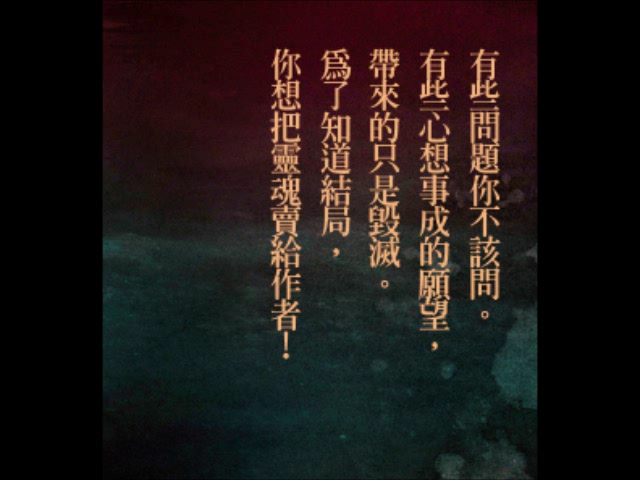 有些問題你不該問。
有些心想事成的願望，
帶來的只是毀滅。
為了知道結局，
你想把靈魂賣給作者！